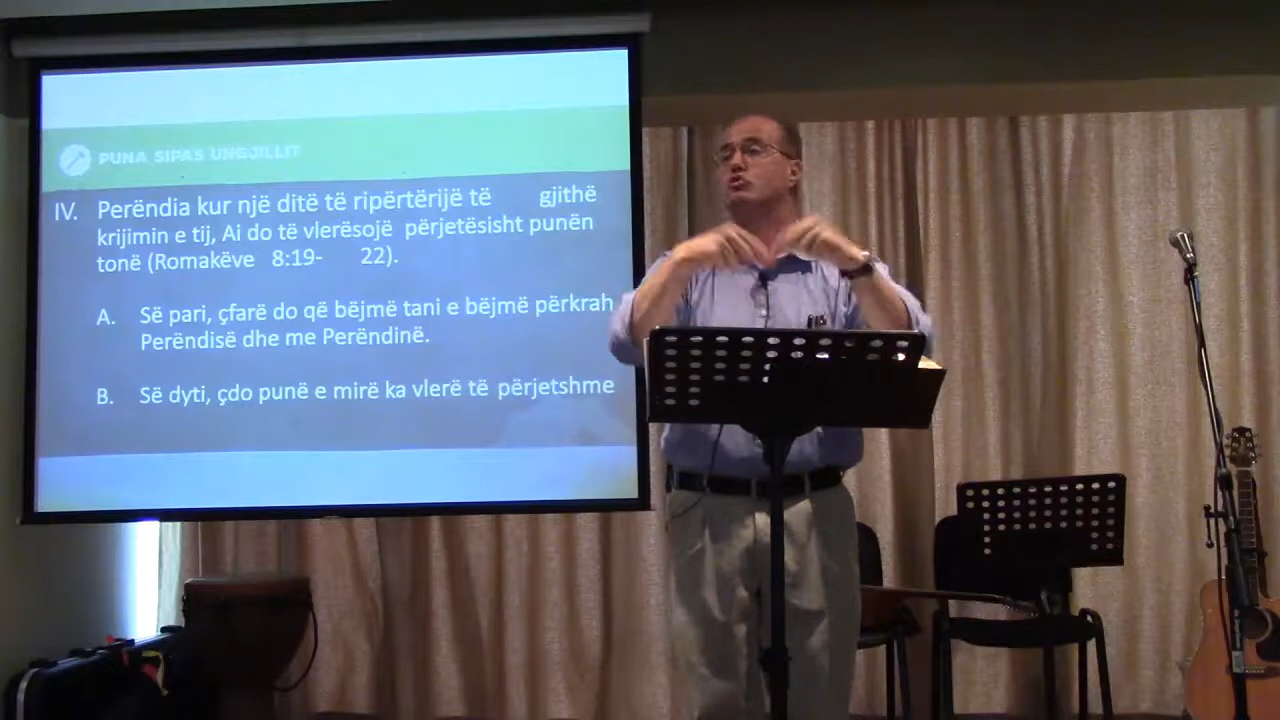 PUNA SIPAS UNGJILLIT
IV. Perëndia kur një ditë të ripërtërijë të gjithë
krijimin e tij, Ai do të vlerësojë përjetësisht punën
tonë (Romakëve 8:19- 22).
A. Së pari, çfarë do që bëjmë tani e bëjmë përkrah
Perëndisë dhe me Perëndinë.
B. Së dyti, çdo punë e mirë ka vlerë të përjetshme